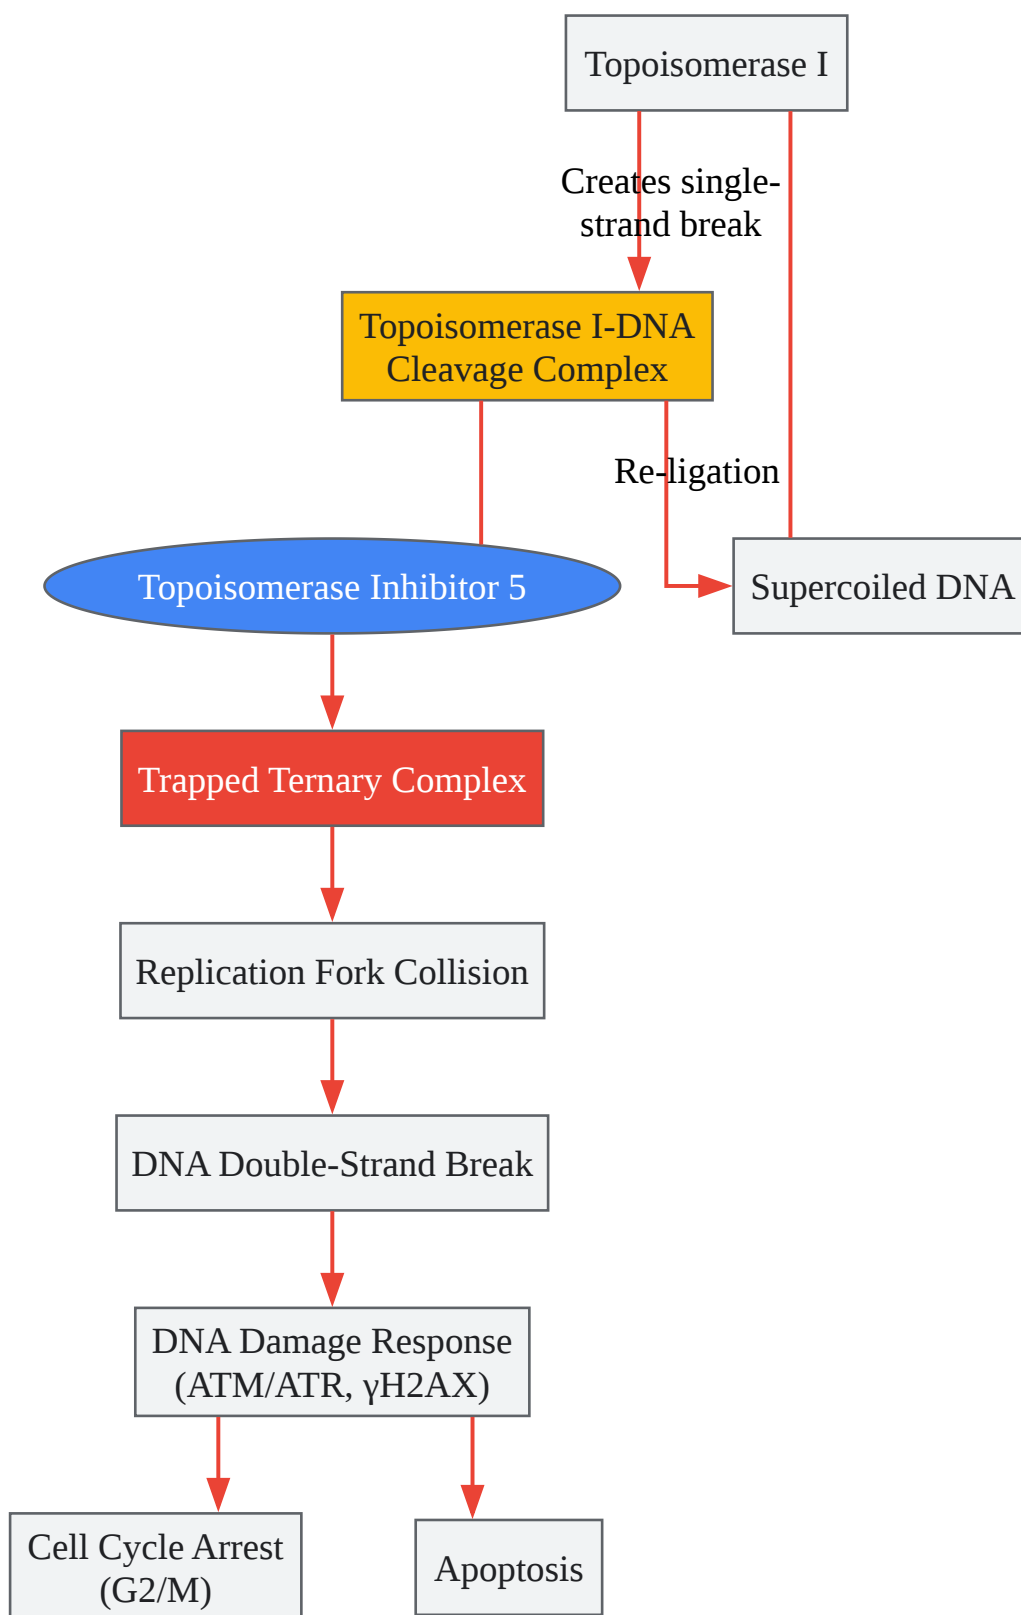 Topoisomerase I
Creates single-
strand break
Topoisomerase I-DNA
Cleavage Complex
Re-ligation
Topoisomerase Inhibitor 5
Supercoiled DNA
Trapped Ternary Complex
Replication Fork Collision
DNA Double-Strand Break
DNA Damage Response
(ATM/ATR, γH2AX)
Cell Cycle Arrest
(G2/M)
Apoptosis